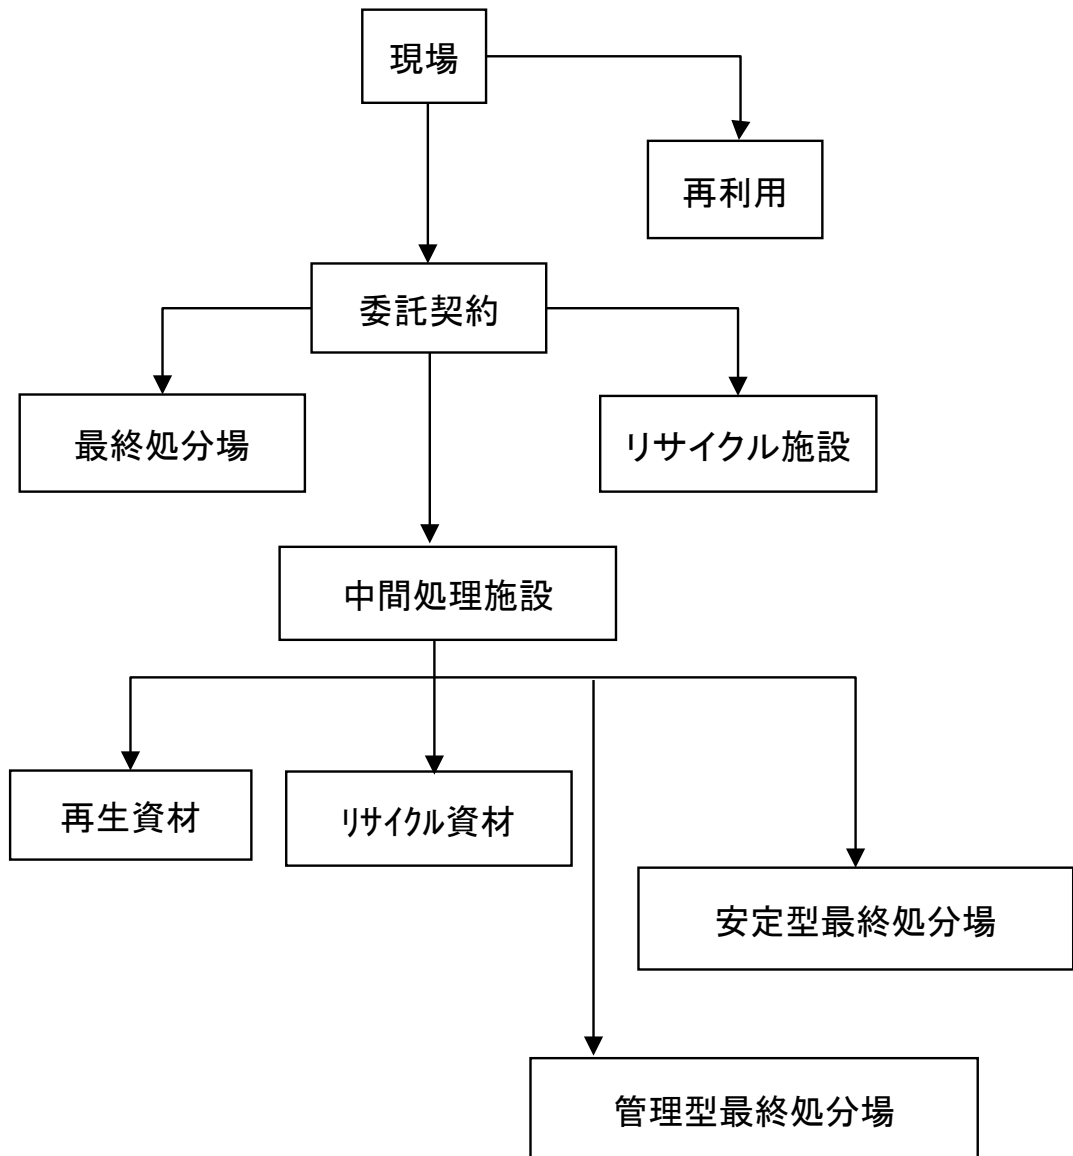 現場
再利用
委託契約
最終処分場
リサイクル施設
中間処理施設
再生資材
ﾘｻｲｸﾙ資材
安定型最終処分場
管理型最終処分場